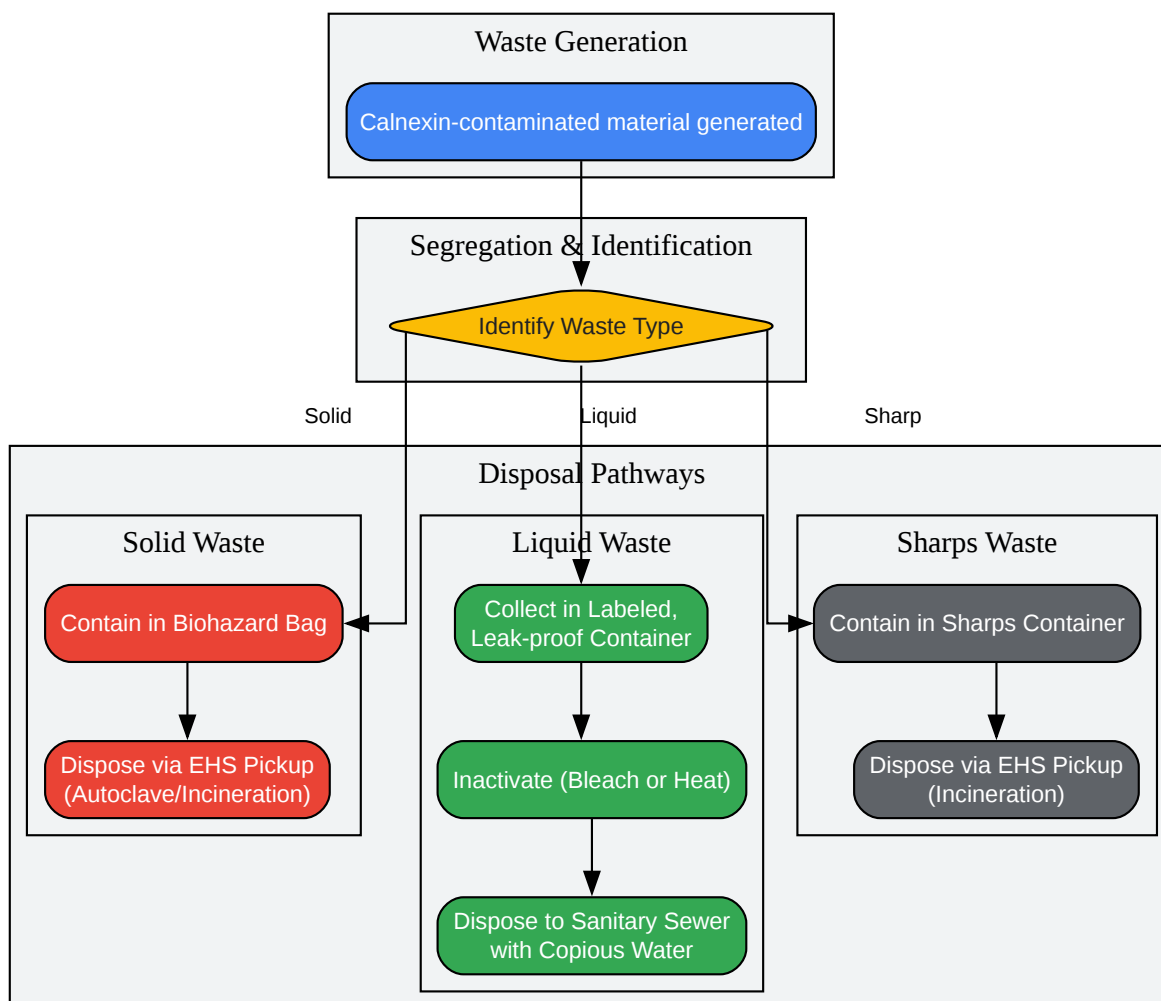 Waste Generation
Calnexin-contaminated material generated
Segregation & Identification
Identify Waste Type
Solid
Liquid
Sharp
Disposal Pathways
Solid Waste
Liquid Waste
Sharps Waste
Contain in Biohazard Bag
Collect in Labeled,
Leak-proof Container
Contain in Sharps Container
Dispose via EHS Pickup
(Autoclave/Incineration)
Inactivate (Bleach or Heat)
Dispose via EHS Pickup
(Incineration)
Dispose to Sanitary Sewer
with Copious Water